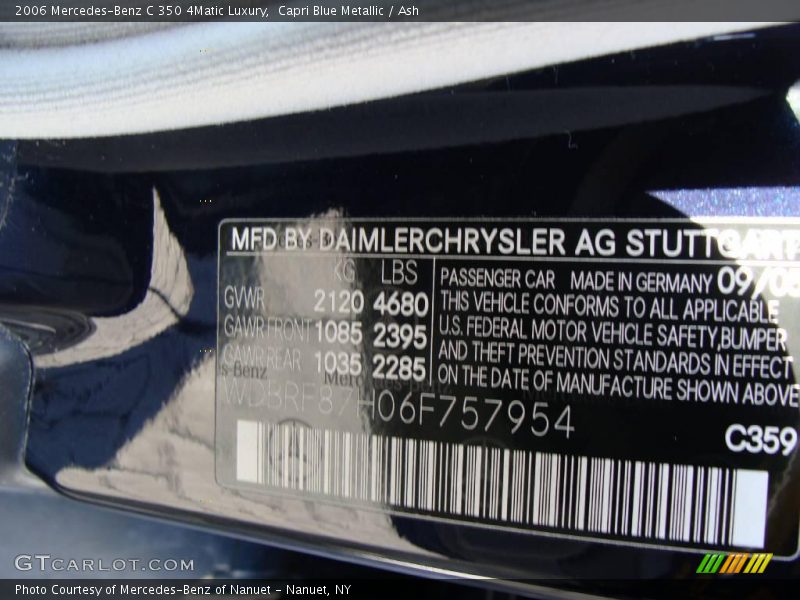 2006 Mercedes-Benz C 350 4Matic Luxury,  Capri Blue Metallic / Ash
MFD BY DAIMLERCHRYSLER AG STUTTGART
KG LBS
GVWR 2120 4680
GAWR FRONT 1085 2395
GAWR REAR 1035 2285
PASSENGER CAR MADE IN GERMANY 09/05
THIS VEHICLE CONFORMS TO ALL APPLICABLE
U.S. FEDERAL MOTOR VEHICLE SAFETY, BUMPER
AND THEFT PREVENTION STANDARDS IN EFFECT
ON THE DATE OF MANUFACTURE SHOWN ABOVE
s-Benz Mercedes-Benz
WDBRF87H06F757954
C359
GTCARLOT.COM
Photo Courtesy of Mercedes-Benz of Nanuet - Nanuet, NY